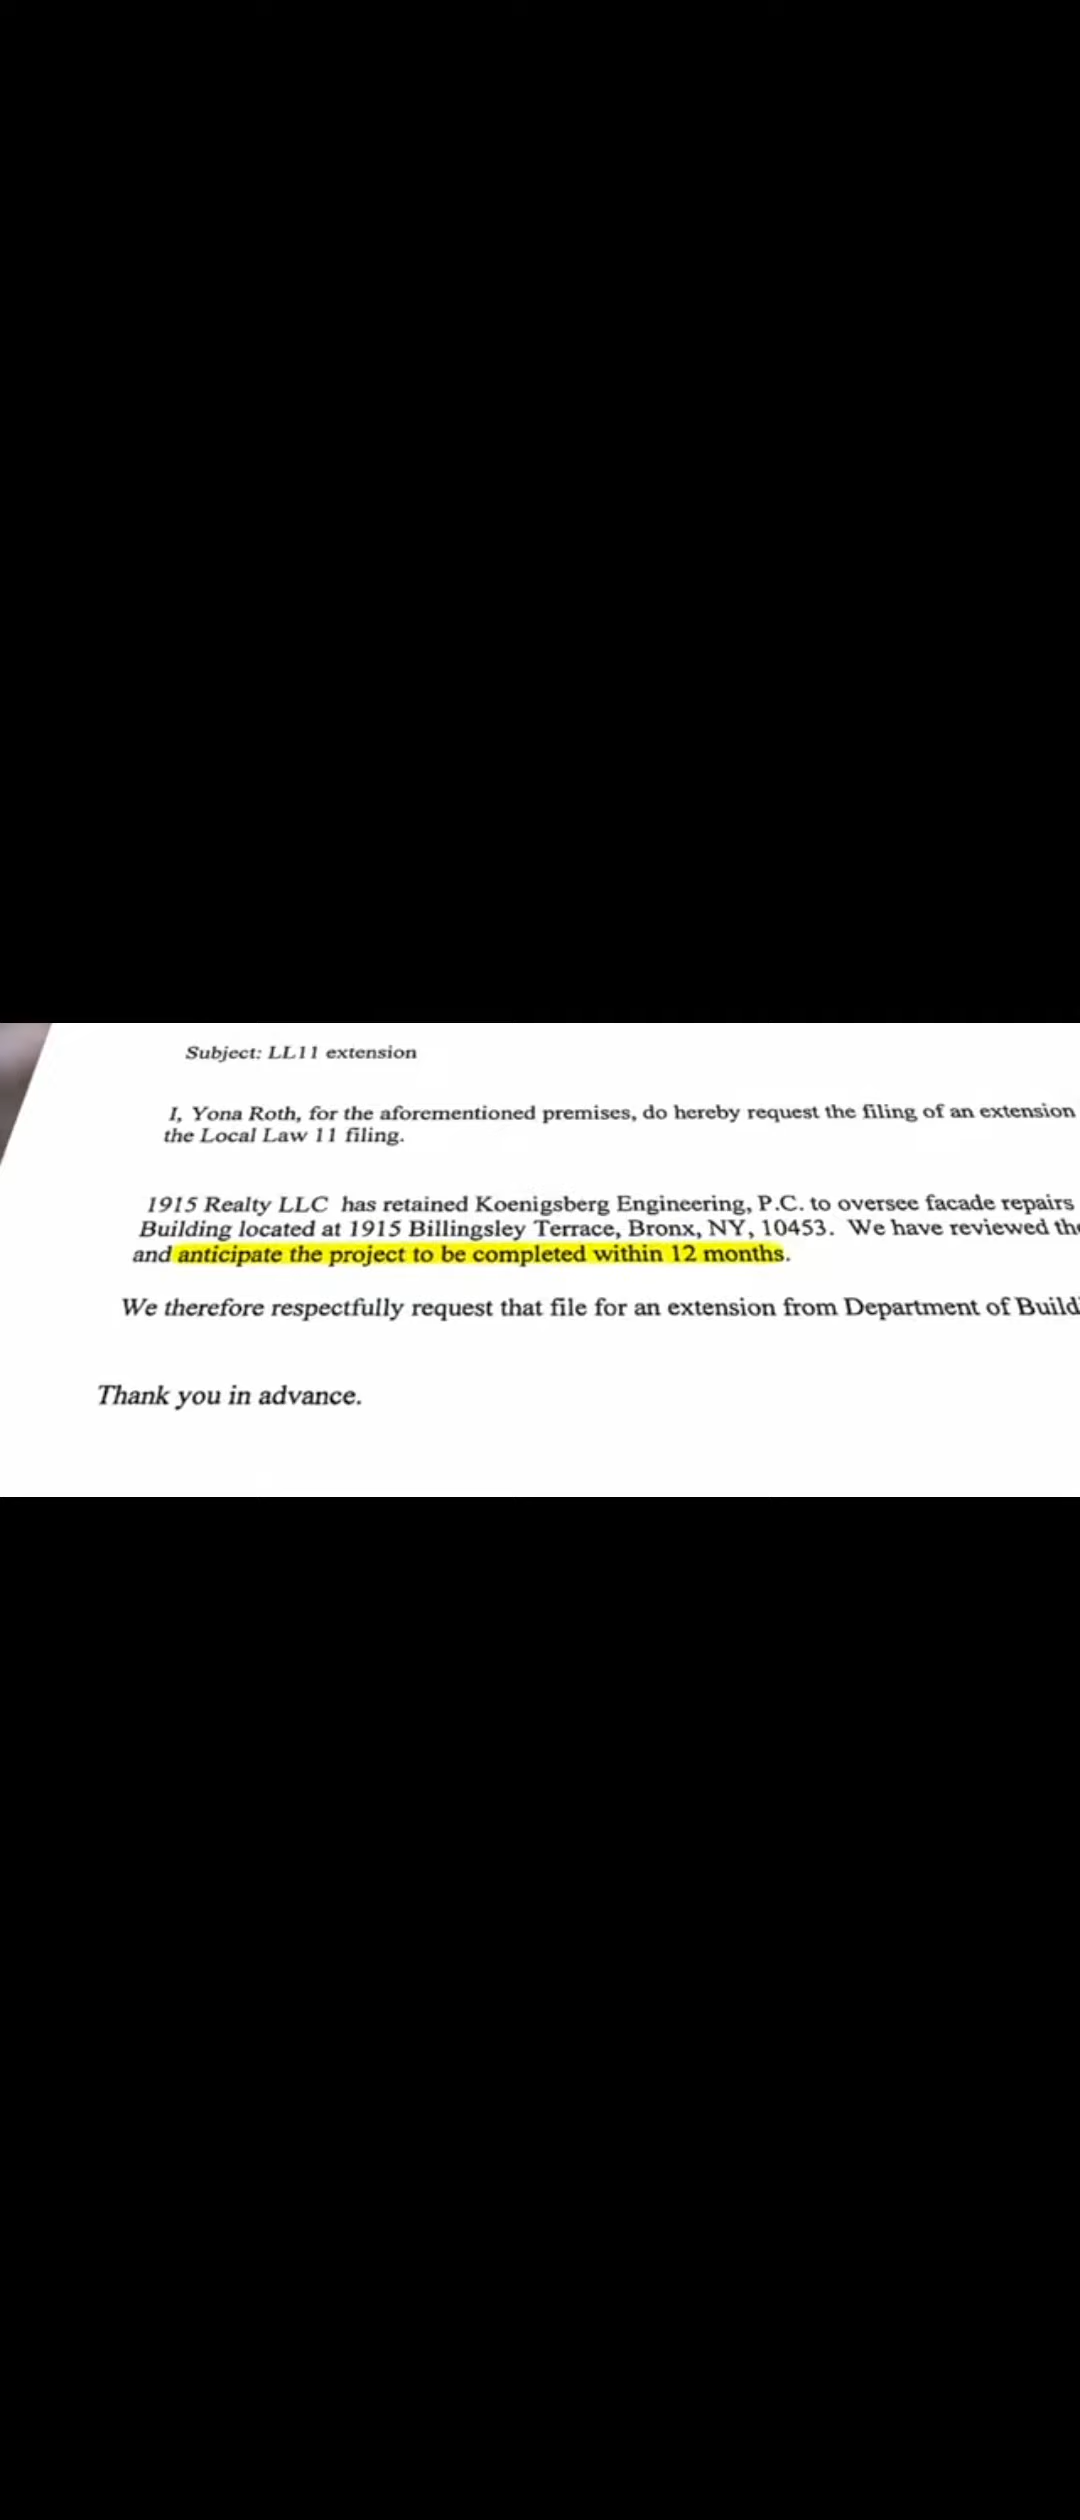 Subject: LL11 extension
I, Yona Roth, for the aforementioned premises, do hereby request the filing of an extension
the Local Law 11 filing.
1915 Realty LLC has retained Koenigsberg Engineering, P.C. to oversee facade repairs
Building located at 1915 Billingsley Terrace, Bronx, NY, 10453. We have reviewed
and anticipate the project to be completed within 12 months.
We therefore respectfully request that file for an extension from Department of
Thank you in advance.